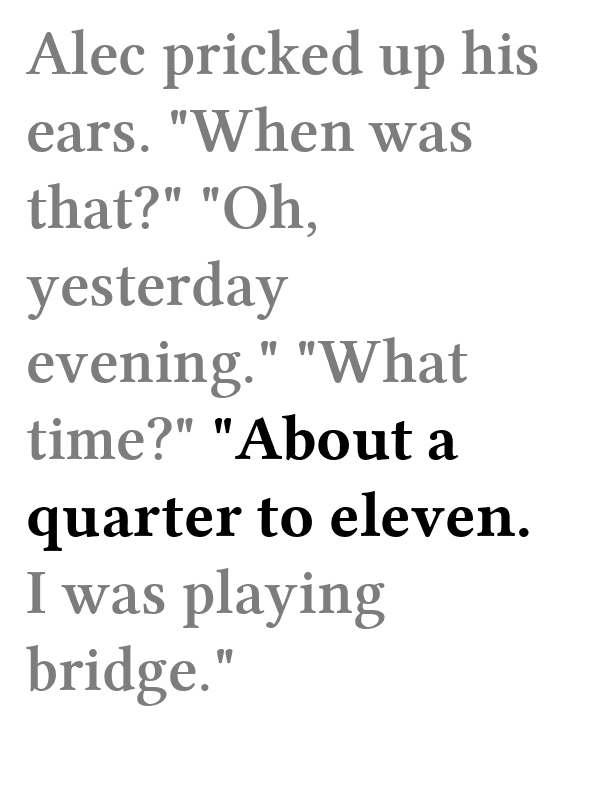 Alec pricked up his
ears. "When was
that?" "Oh,
yesterday
evening." "What
time?" "About a
quarter to eleven.
I was playing
bridge."